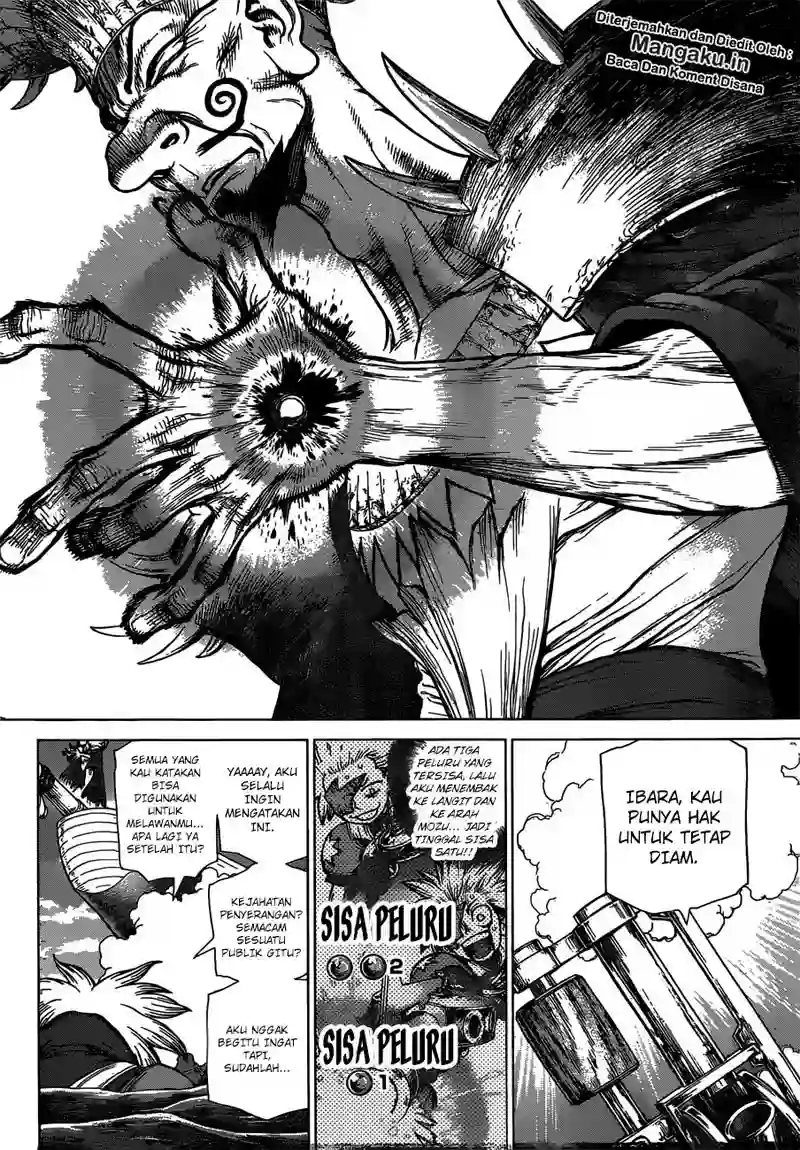 Diterjemahkan dan Diedit Oleh :
Mangaku.in
Baca Dan Koment Disana
IBARA, KAU
PUNYA HAK
UNTUK TETAP
DIAM.
ADA TIGA
PELURU YANG
TERSISA, LALU
AKU MENEMBAK
KE LANGIT DAN
KE ARAH
MOZU... JADI
TINGGAL SISA
SATU!!
SISA PELURU
2
SISA PELURU
1
YAAAAY, AKU
SELALU
INGIN
MENGATAKAN
INI.
SEMUA YANG
KAU KATAKAN
BISA
DIGUNAKAN
UNTUK
MELAWANMU...
APA LAGI YA
SETELAH ITU?
KEJAHATAN
PENYERANGAN?
SEMACAM
SESUATU
PUBLIK GITU?
AKU NGGAK
BEGITU INGAT
TAPI,
SUDAHLAH...